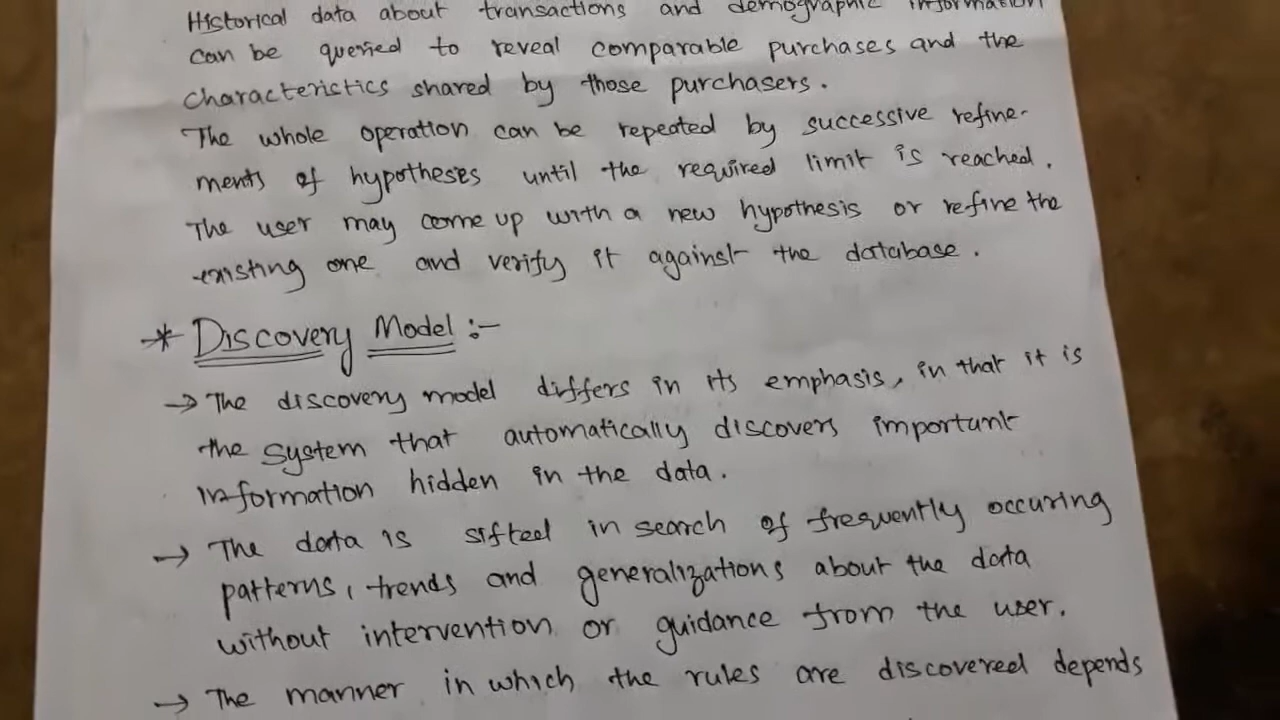 Historical data about transactions and demographic information
can be queried to reveal comparable purchases and the
characteristics shared by those purchasers.
The whole operation can be repeated by successive refine-
ments of hypotheses until the required limit is reached.
The user may come up with a new hypothesis or refine the
existing one and verify it against the database.
* Discovery Model :-
→ The discovery model differs in its emphasis, in that it is
the system that automatically discovers important
information hidden in the data.
→ The data is sifted in search of frequently occuring
patterns, trends and generalizations about the data
without intervention or guidance from the user.
→ The manner in which the rules are discovered depends